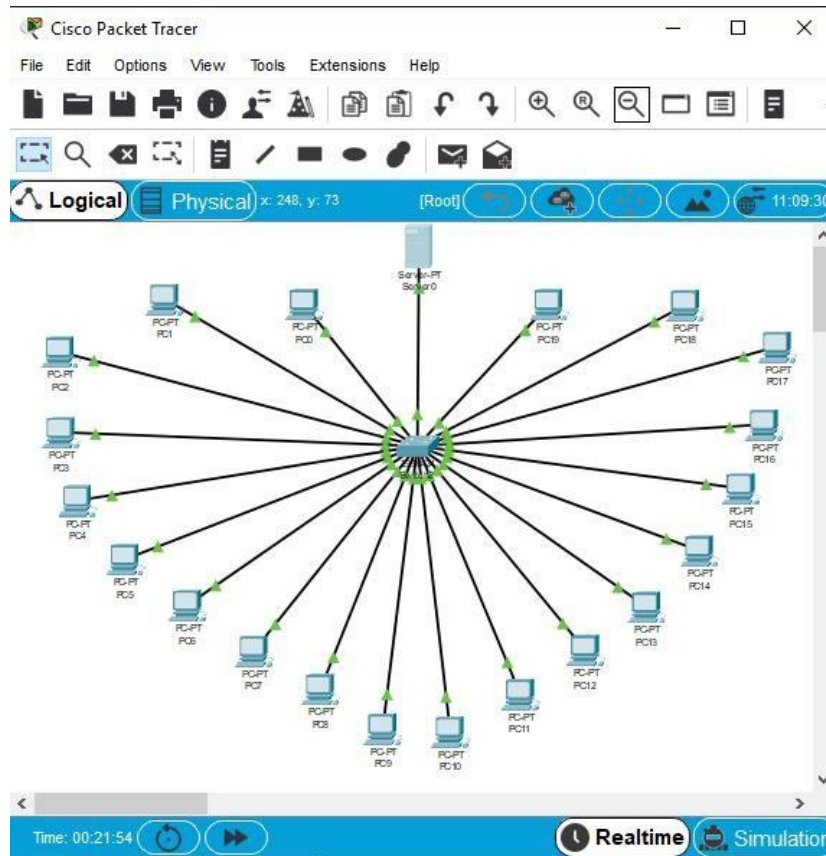 Cisco Packet Tracer
File Edit Options View Tools Extensions Help
Logical Physical x: 248, y: 73 [Root] 11:09:30
Server-PT
Server0
PC-PT
PC1
PC-PT
PC0
PC-PT
PC19
PC-PT
PC18
PC-PT
PC2
PC-PT
PC17
PC-PT
PC3
PC-PT
PC16
PC-PT
PC4
PC-PT
PC15
PC-PT
PC5
PC-PT
PC14
PC-PT
PC6
PC-PT
PC13
PC-PT
PC7
PC-PT
PC12
PC-PT
PC8
PC-PT
PC11
PC-PT
PC9
PC-PT
PC10
Time: 00:21:54 Realtime Simulation